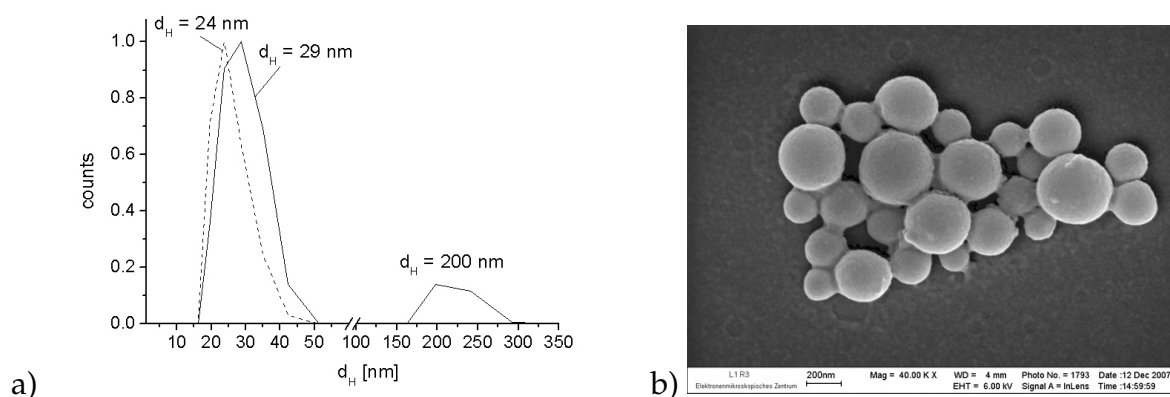 d_H = 24 nm
d_H = 29 nm
1.0
0.8
0.6
0.4
0.2
0.0
counts
d_H = 200 nm
10 20 30 40 50 100 150 200 250 300 350
d_H [nm]
a)
b)
L1 R3 200nm Mag = 40.00 K X WD = 4 mm Photo No. = 1793 Date :12 Dec 2007
Elektronenmikroskopisches Zentrum EHT = 6.00 kV Signal A = InLens Time :14:59:59